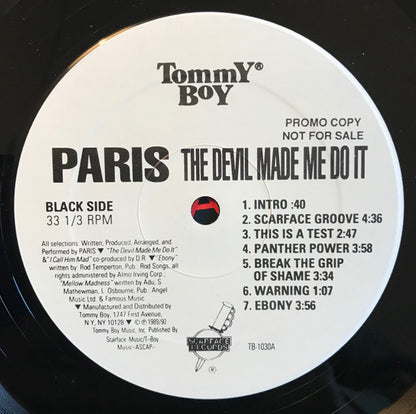 TommY®
BOY
PROMO COPY
NOT FOR SALE
PARIS THE DEVIL MADE ME DO IT
BLACK SIDE
33 1/3 RPM
1. INTRO :40
2. SCARFACE GROOVE 4:36
3. THIS IS A TEST 2:47
4. PANTHER POWER 3:58
5. BREAK THE GRIP
OF SHAME 3:34
6. WARNING 1:07
7. EBONY 3:56
All selections: Written, Produced, Arranged, and
Performed by PARIS ▼ "The Devil Made Me Do It"
& "I Call Him Mad" co-produced by D.R. ▼ "Ebony"
written by Rod Temperton, Pub: Rod Songs, all
rights administered by Almo Irving Corp.
"Mellow Madness" written by Adu, S.
Mathewman, L. Osbourne, Pub.: Angel
Music Ltd. & Famous Music
▼ Manufactured and Distributed by
Tommy Boy, 1747 First Avenue,
N.Y., NY 10128 ▼ © ℗ 1989/90
Tommy Boy Music, Inc. Published By
Scarface Music/T-Boy
Music-ASCAP-
SCARFACE
RECORDS
TB-1030A